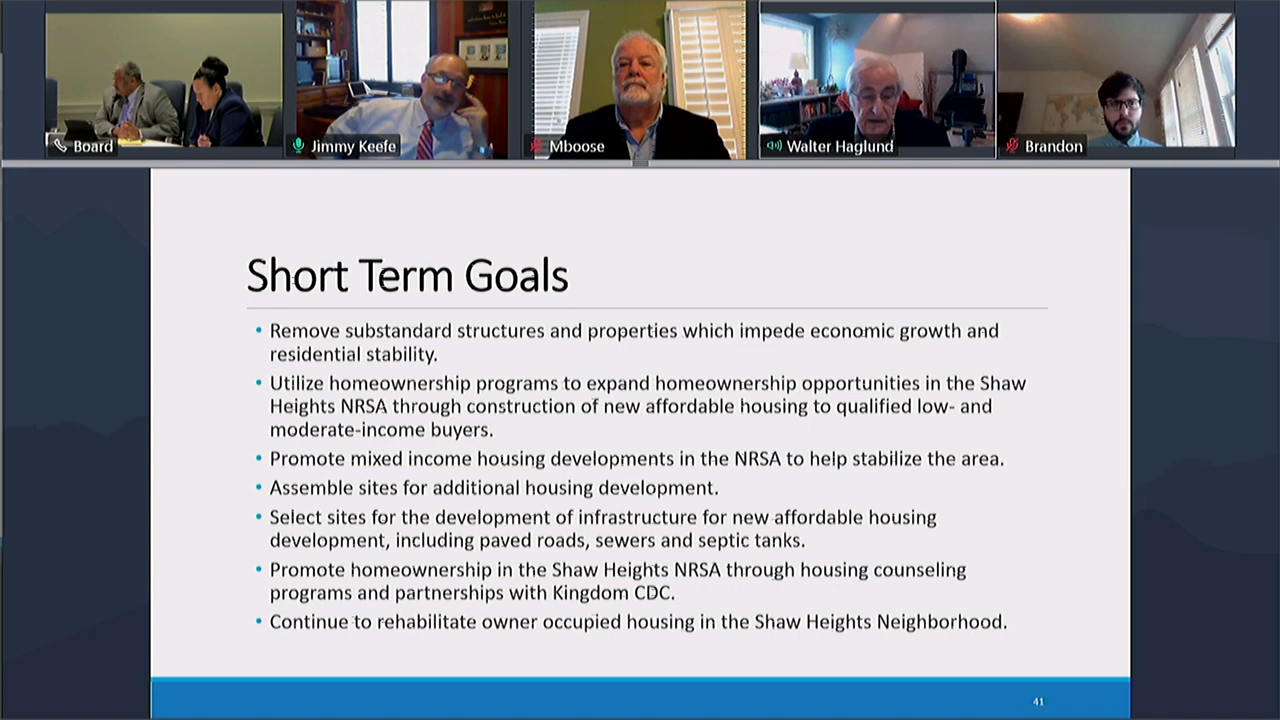 Board
Jimmy Keefe
Mboose
Walter Haglund
Brandon
Short Term Goals
• Remove substandard structures and properties which impede economic growth and
residential stability.
• Utilize homeownership programs to expand homeownership opportunities in the Shaw
Heights NRSA through construction of new affordable housing to qualified low- and
moderate-income buyers.
• Promote mixed income housing developments in the NRSA to help stabilize the area.
• Assemble sites for additional housing development.
• Select sites for the development of infrastructure for new affordable housing
development, including paved roads, sewers and septic tanks.
• Promote homeownership in the Shaw Heights NRSA through housing counseling
programs and partnerships with Kingdom CDC.
• Continue to rehabilitate owner occupied housing in the Shaw Heights Neighborhood.
41